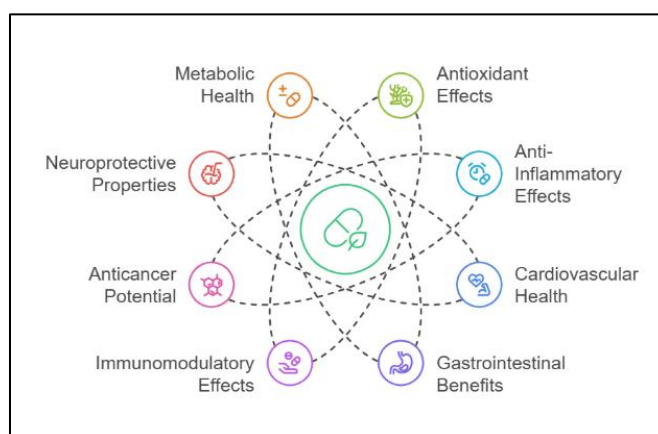 Metabolic
Health
Antioxidant
Effects
Neuroprotective
Properties
Anti-
Inflammatory
Effects
Anticancer
Potential
Cardiovascular
Health
Immunomodulatory
Effects
Gastrointestinal
Benefits